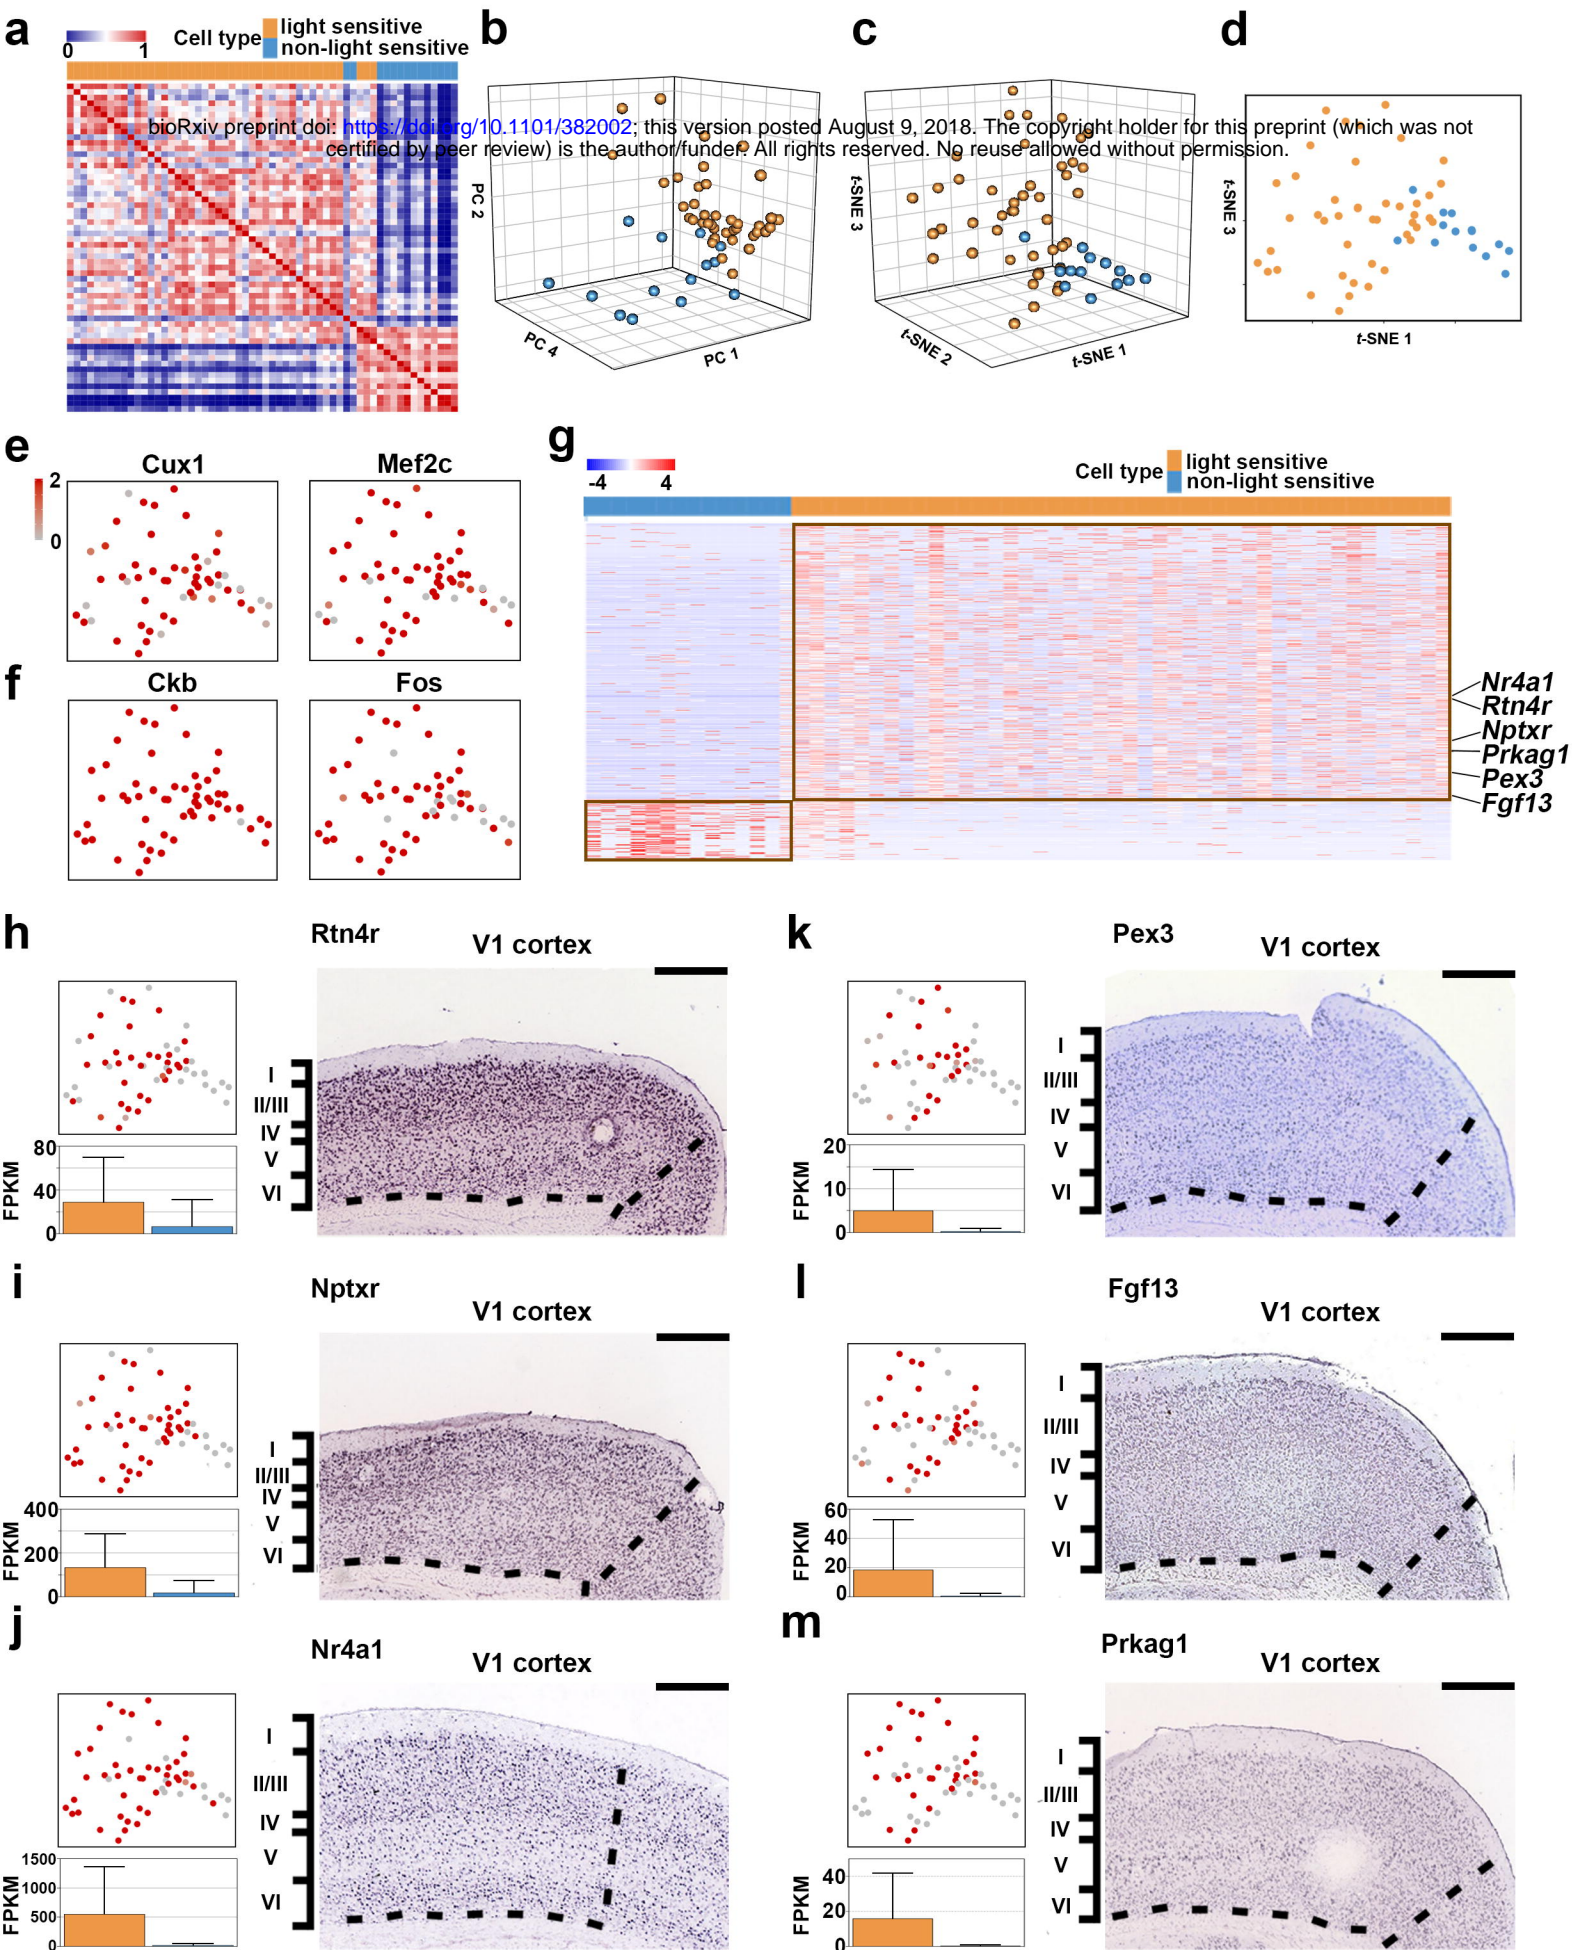 a
0 1
Cell type
light sensitive
non-light sensitive
b
PC 2
PC 4
PC 1
c
t-SNE 3
t-SNE 2
t-SNE 1
d
t-SNE 3
t-SNE 1
bioRxiv preprint doi: https://doi.org/10.1101/382002; this version posted August 9, 2018. The copyright holder for this preprint (which was not
certified by peer review) is the author/funder. All rights reserved. No reuse allowed without permission.
e
Cux1
Mef2c
2
0
f
Ckb
Fos
g
-4 4
Cell type
light sensitive
non-light sensitive
Nr4a1
Rtn4r
Nptxr
Prkag1
Pex3
Fgf13
h
Rtn4r
V1 cortex
I
II/III
IV
V
VI
FPKM
80
40
0
k
Pex3
V1 cortex
I
II/III
IV
V
VI
FPKM
20
10
0
i
Nptxr
V1 cortex
I
II/III
IV
V
VI
FPKM
400
200
0
l
Fgf13
V1 cortex
I
II/III
IV
V
VI
FPKM
60
40
20
0
j
Nr4a1
V1 cortex
I
II/III
IV
V
VI
FPKM
1500
1000
500
0
m
Prkag1
V1 cortex
I
II/III
IV
V
VI
FPKM
40
20
0